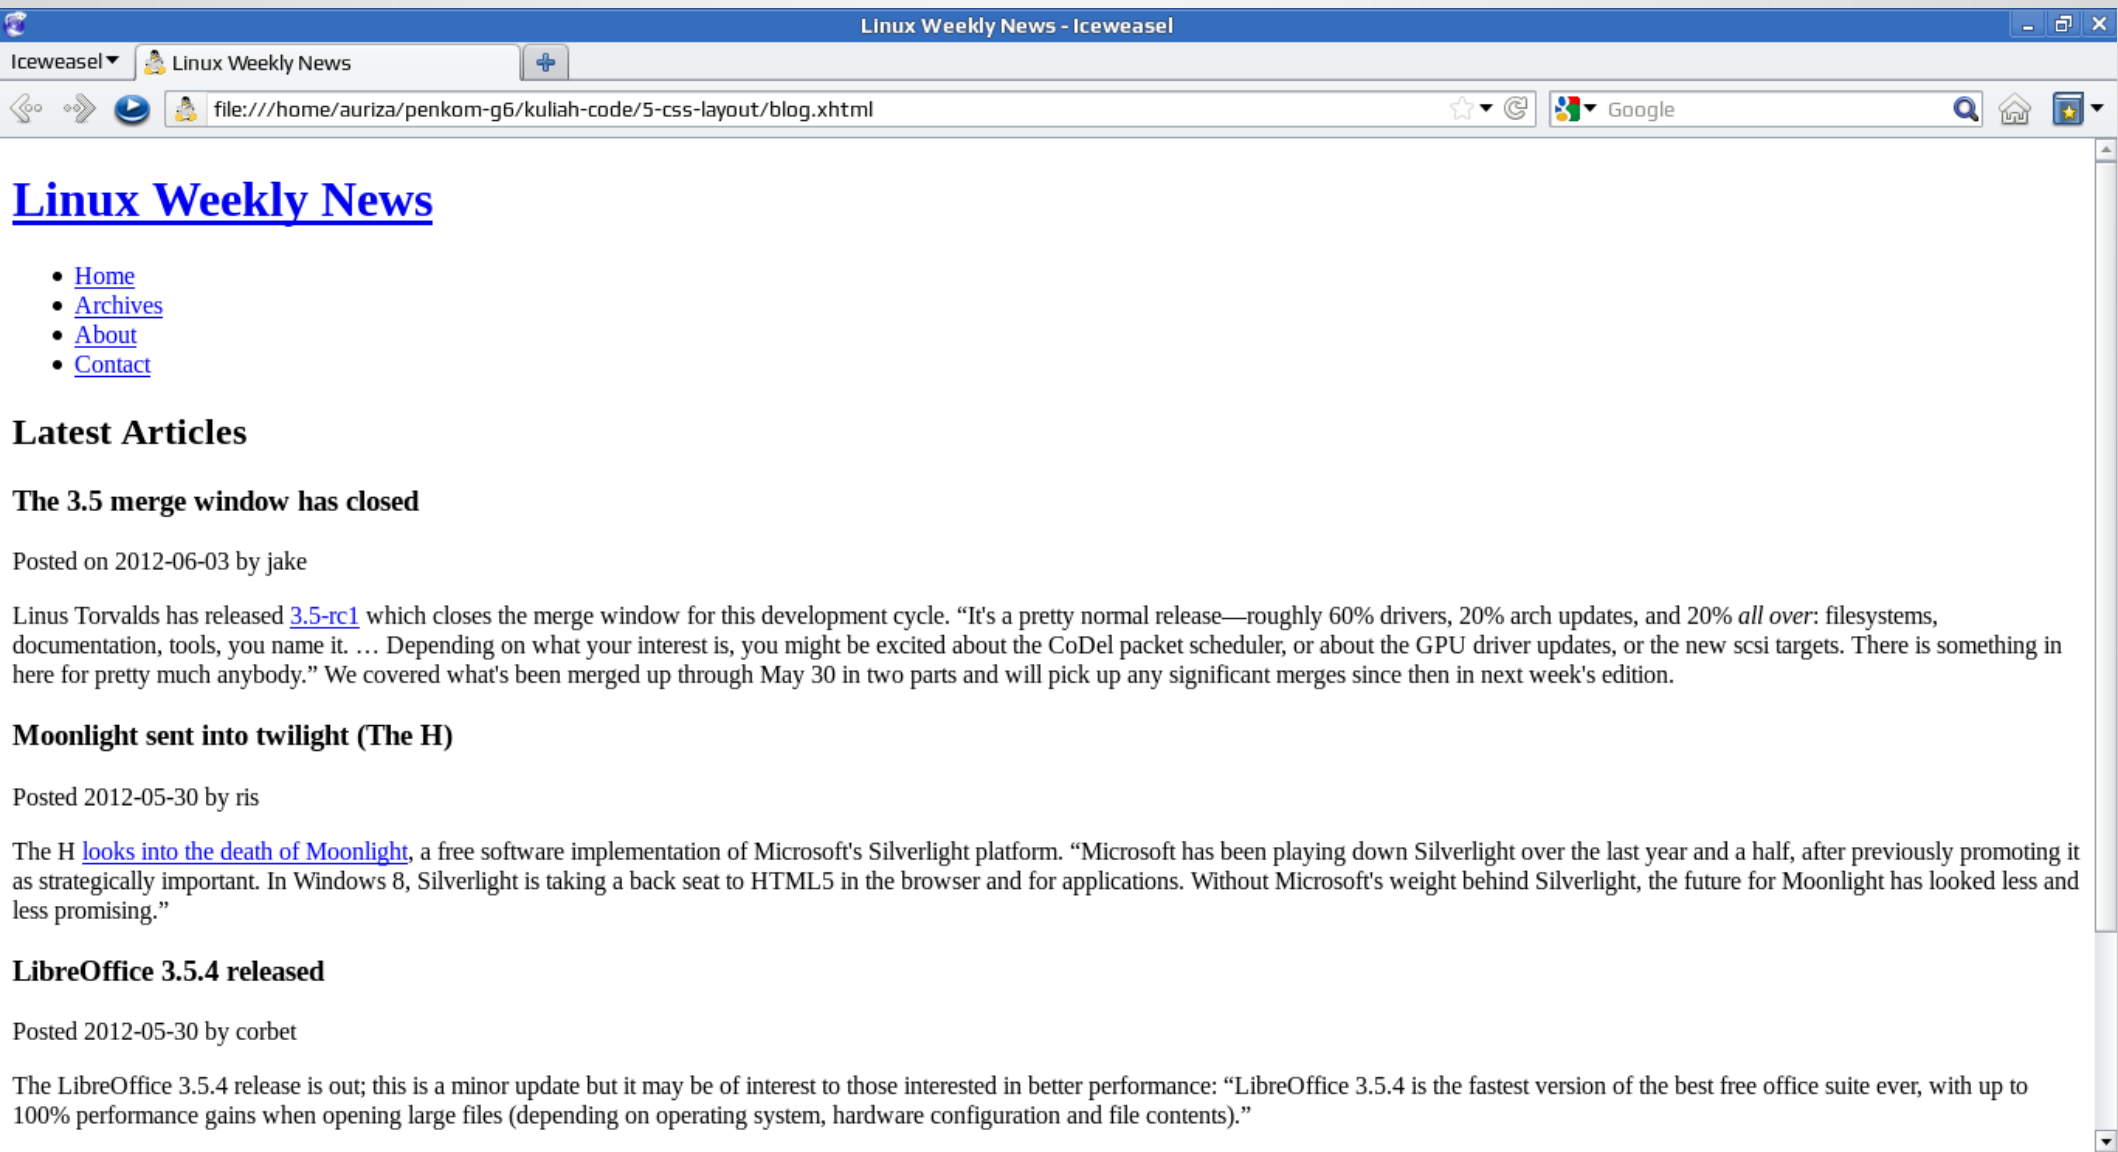 Linux Weekly News - Iceweasel
Iceweasel
Linux Weekly News
file:///home/auriza/penkom-g6/kuliah-code/5-css-layout/blog.xhtml
Google
Linux Weekly News
Home
Archives
About
Contact
Latest Articles
The 3.5 merge window has closed
Posted on 2012-06-03 by jake
Linus Torvalds has released 3.5-rc1 which closes the merge window for this development cycle. “It's a pretty normal release—roughly 60% drivers, 20% arch updates, and 20% all over: filesystems,
documentation, tools, you name it. … Depending on what your interest is, you might be excited about the CoDel packet scheduler, or about the GPU driver updates, or the new scsi targets. There is something in
here for pretty much anybody.” We covered what's been merged up through May 30 in two parts and will pick up any significant merges since then in next week's edition.
Moonlight sent into twilight (The H)
Posted 2012-05-30 by ris
The H looks into the death of Moonlight, a free software implementation of Microsoft's Silverlight platform. “Microsoft has been playing down Silverlight over the last year and a half, after previously promoting it
as strategically important. In Windows 8, Silverlight is taking a back seat to HTML5 in the browser and for applications. Without Microsoft's weight behind Silverlight, the future for Moonlight has looked less and
less promising.”
LibreOffice 3.5.4 released
Posted 2012-05-30 by corbet
The LibreOffice 3.5.4 release is out; this is a minor update but it may be of interest to those interested in better performance: “LibreOffice 3.5.4 is the fastest version of the best free office suite ever, with up to
100% performance gains when opening large files (depending on operating system, hardware configuration and file contents).”